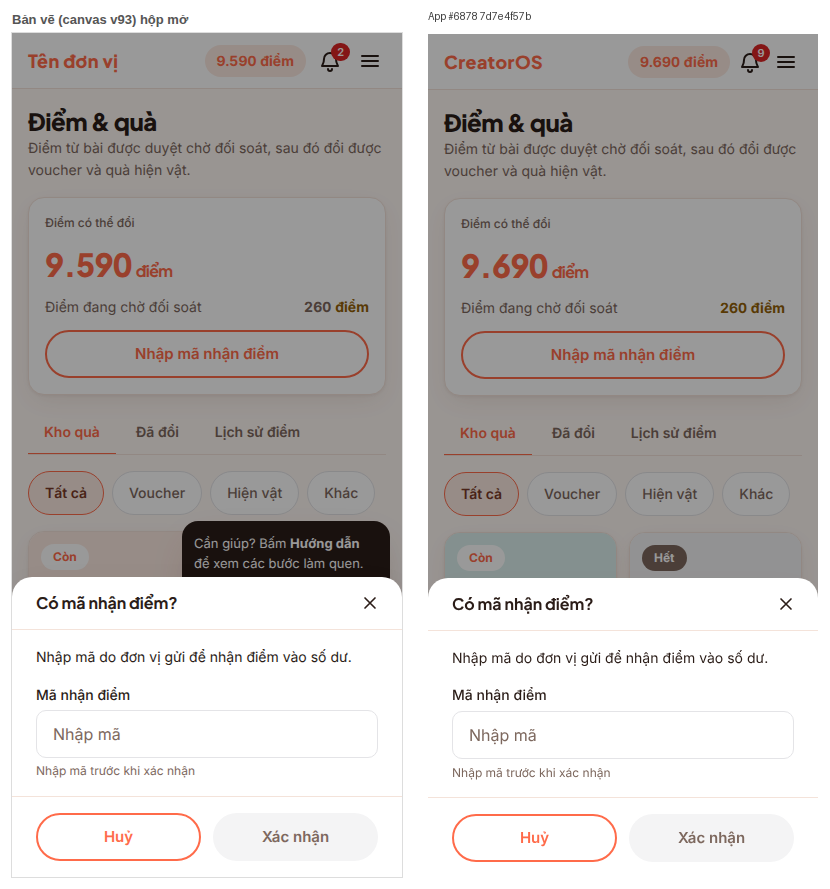 Bản vẽ (canvas v93) hộp mở
Tên đơn vị
9.590 điểm
2
Điểm & quà
Điểm từ bài được duyệt chờ đối soát, sau đó đổi được
voucher và quà hiện vật.
Điểm có thể đổi
9.590 điểm
Điểm đang chờ đối soát
260 điểm
Nhập mã nhận điểm
Kho quà
Đã đổi
Lịch sử điểm
Tất cả
Voucher
Hiện vật
Khác
Còn
Cần giúp? Bấm Hướng dẫn
để xem các bước làm quen.
Có mã nhận điểm?
Nhập mã do đơn vị gửi để nhận điểm vào số dư.
Mã nhận điểm
Nhập mã
Nhập mã trước khi xác nhận
Huỷ
Xác nhận
App #6878 7d7e4f57b
CreatorOS
9.690 điểm
9
Điểm & quà
Điểm từ bài được duyệt chờ đối soát, sau đó đổi được
voucher và quà hiện vật.
Điểm có thể đổi
9.690 điểm
Điểm đang chờ đối soát
260 điểm
Nhập mã nhận điểm
Kho quà
Đã đổi
Lịch sử điểm
Tất cả
Voucher
Hiện vật
Khác
Còn
Hết
Có mã nhận điểm?
Nhập mã do đơn vị gửi để nhận điểm vào số dư.
Mã nhận điểm
Nhập mã
Nhập mã trước khi xác nhận
Huỷ
Xác nhận